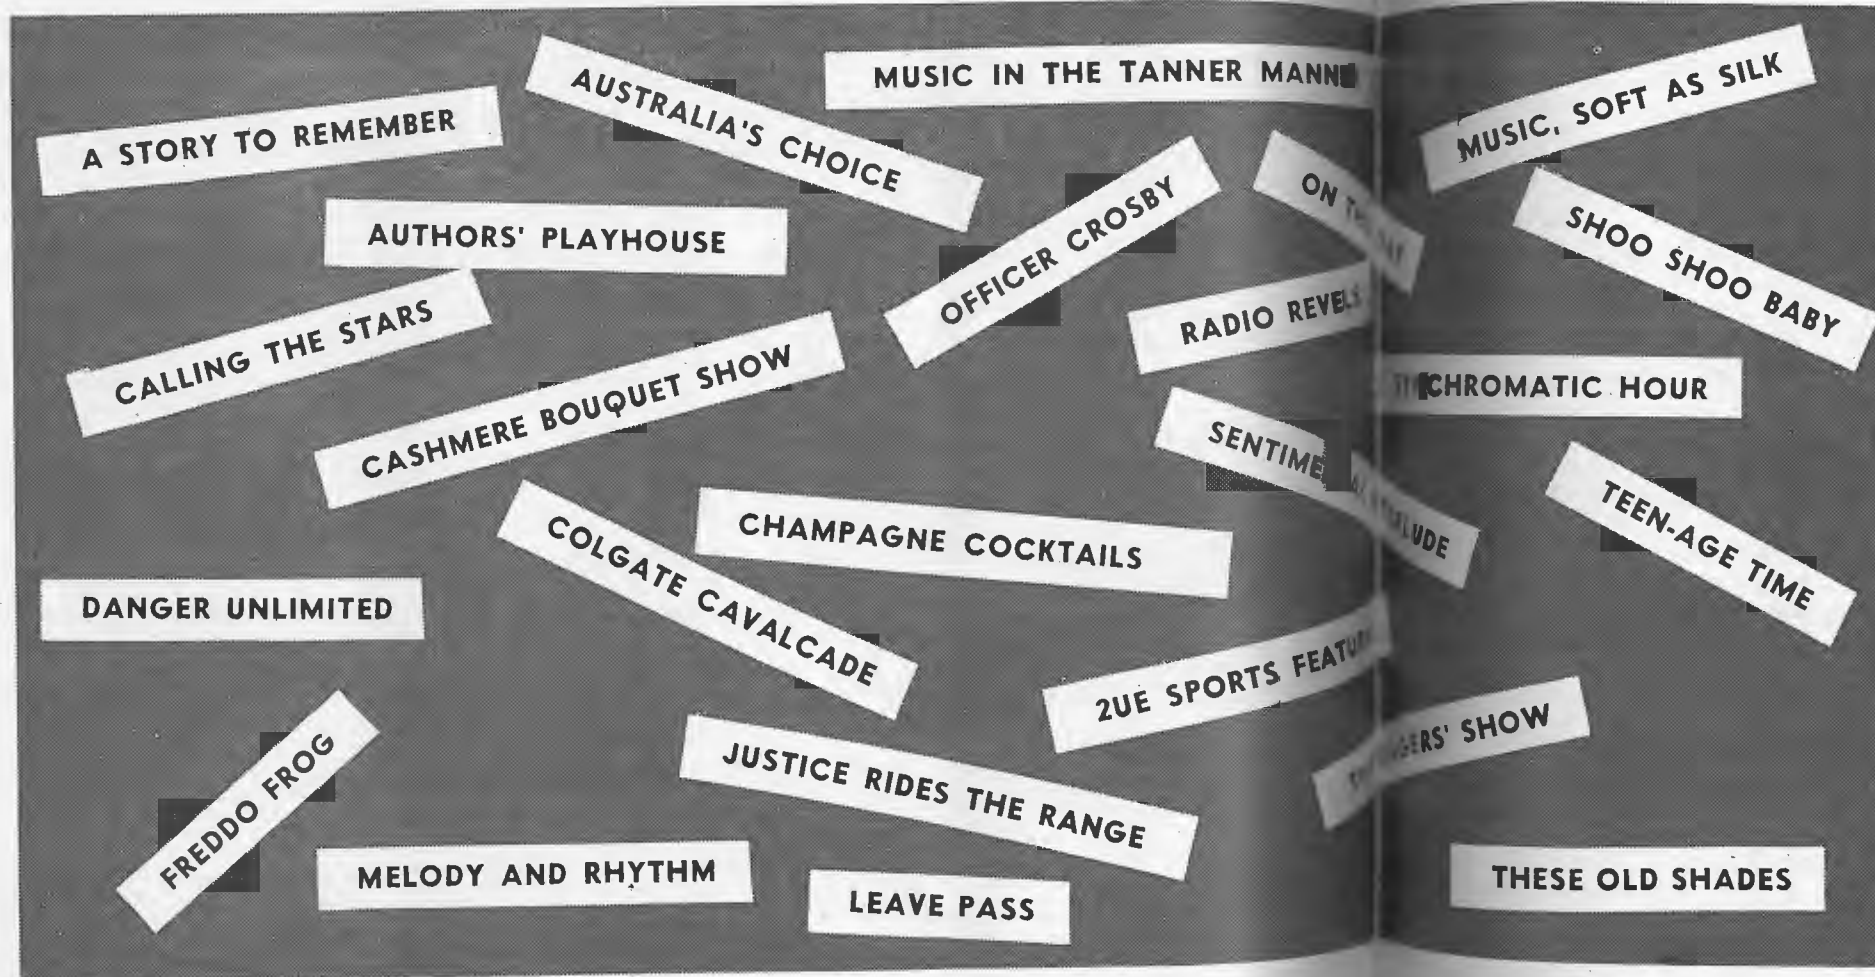 A STORY TO REMEMBER
AUSTRALIA'S CHOICE
MUSIC IN THE TANNER MANN
MUSIC, SOFT AS SILK
AUTHORS' PLAYHOUSE
OFFICER CROSBY
ON
SHOO SHOO BABY
CALLING THE STARS
RADIO REVELS
CASHMERE BOUQUET SHOW
CHROMATIC HOUR
SENTIME
TEEN-AGE TIME
COLGATE CAVALCADE
CHAMPAGNE COCKTAILS
DANGER UNLIMITED
2UE SPORTS FEATUR
FREDDO FROG
JUSTICE RIDES THE RANGE
SHOW
MELODY AND RHYTHM
LEAVE PASS
THESE OLD SHADES